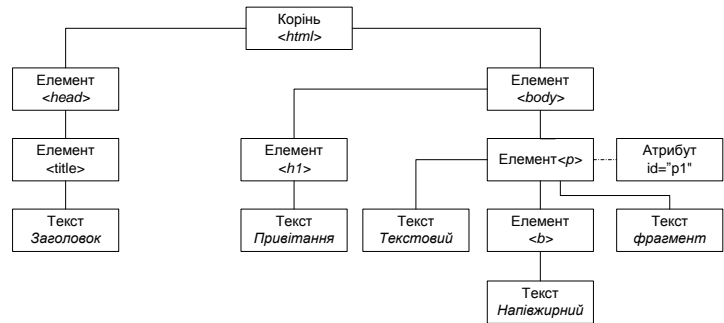 Корінь
<html>
Елемент
<head>
Елемент
<body>
Елемент
<title>
Елемент
<h1>
Елемент<p>
Атрибут
id="p1"
Текст
Заголовок
Текст
Привітання
Текст
Текстовий
Елемент
<b>
Текст
фрагмент
Текст
Напівжирний